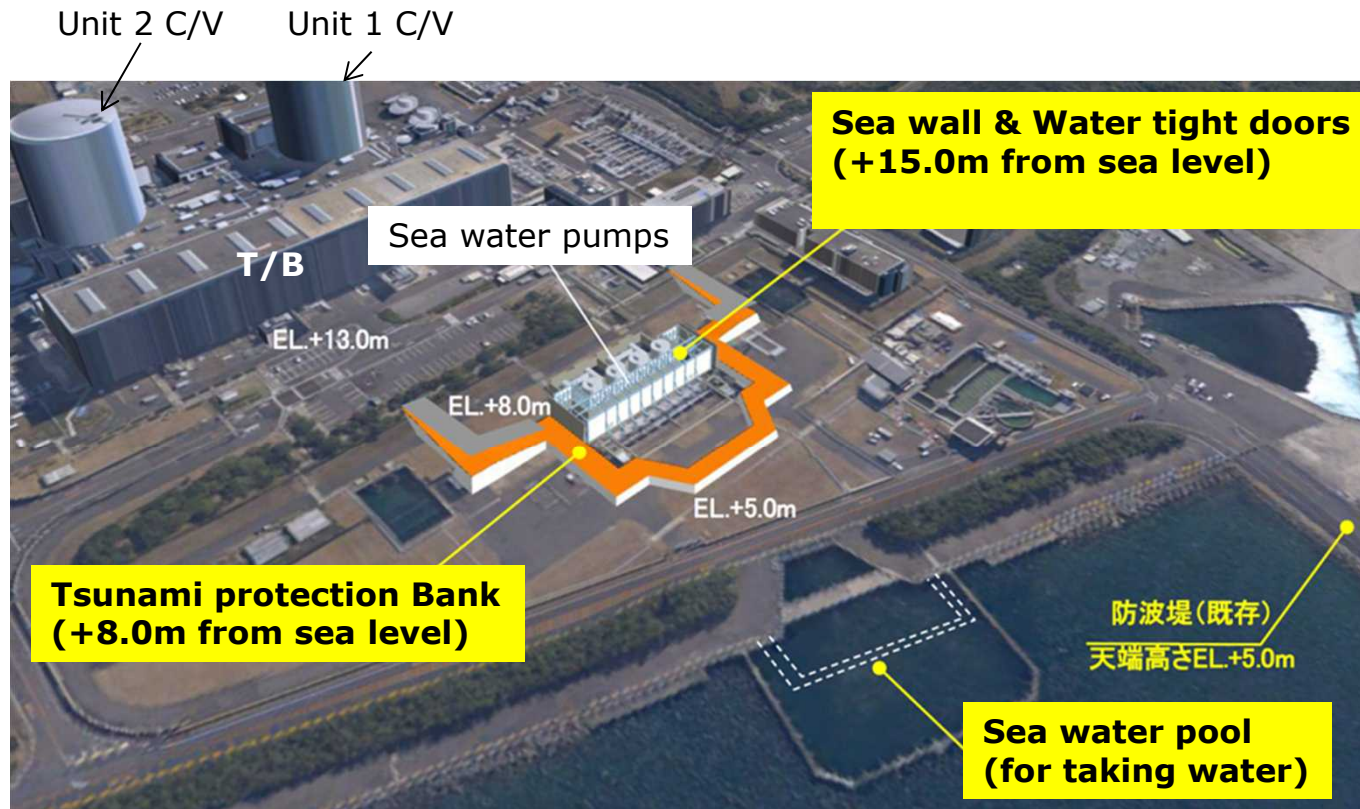 Unit 2 C/V
Unit 1 C/V
Sea wall & Water tight doors
(+15.0m from sea level)
Sea water pumps
T/B
EL.+13.0m
EL.+8.0m
EL.+5.0m
Tsunami protection Bank
(+8.0m from sea level)
防波堤(既存)
天端高さEL.+5.0m
Sea water pool
(for taking water)